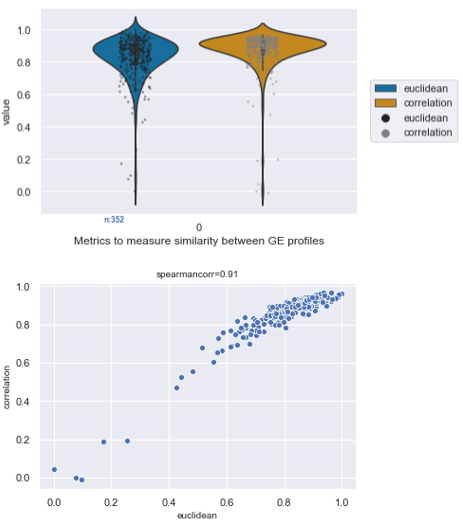 1.0
0.8
0.6
0.4
0.2
0.0
value
n:352
0
Metrics to measure similarity between GE profiles
euclidean
correlation
euclidean
correlation
spearmancorr=0.91
1.0
0.8
0.6
0.4
0.2
0.0
correlation
0.0 0.2 0.4 0.6 0.8 1.0
euclidean